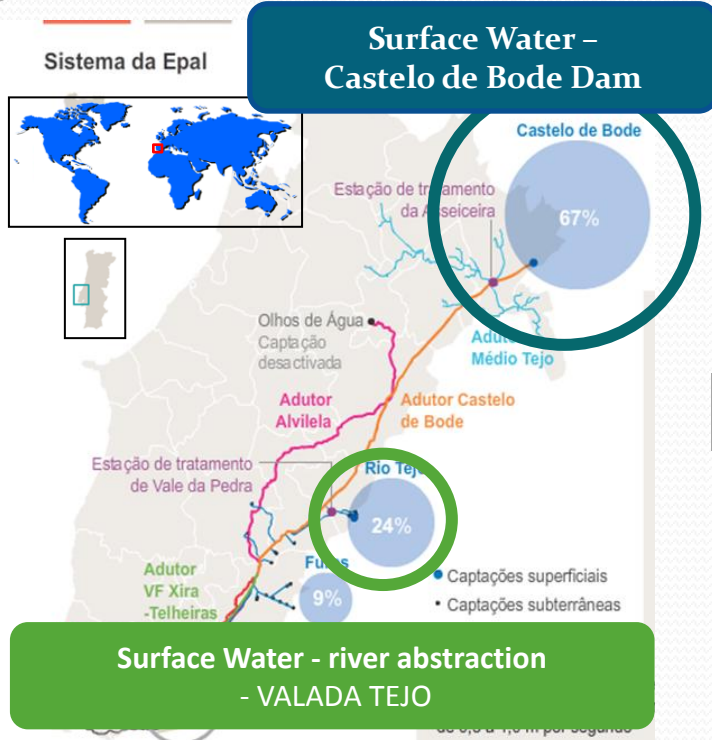 Surface Water –
Castelo de Bode Dam
Sistema da Epal
Castelo de Bode
67%
Estação de tratamento
da Asseiceira
Olhos de Água
Captação
desactivada
Médio Tejo
Adutor
Alvilela
Adutor Castelo
de Bode
Estação de tratamento
de Vale da Pedra
Rio Tejo
24%
Adutor
VF Xira
-Telheiras
9%
Captações superficiais
Captações subterrâneas
Surface Water - river abstraction
- VALADA TEJO